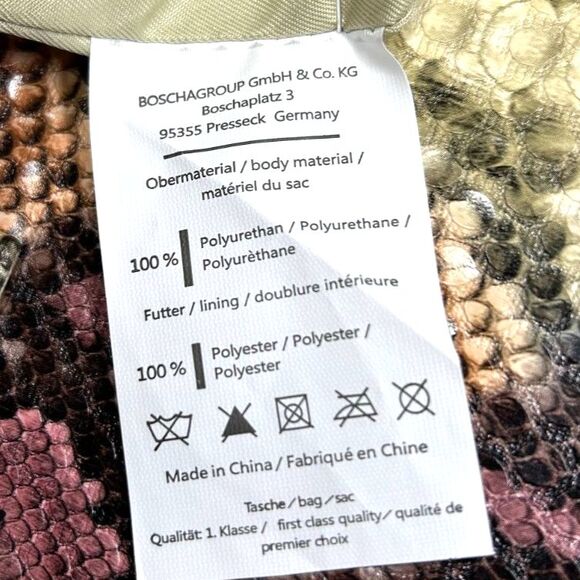 BOSCHAGROUP GmbH & Co. KG
Boschaplatz 3
95355 Presseck Germany
Obermaterial / body material /
matériel du sac
100 % Polyurethan / Polyurethane /
Polyurèthane
Futter / lining / doublure intérieure
100 % Polyester / Polyester /
Polyester
Made in China / Fabriqué en Chine
Tasche / bag / sac
Qualität: 1. Klasse / first class quality / qualité de
premier choix